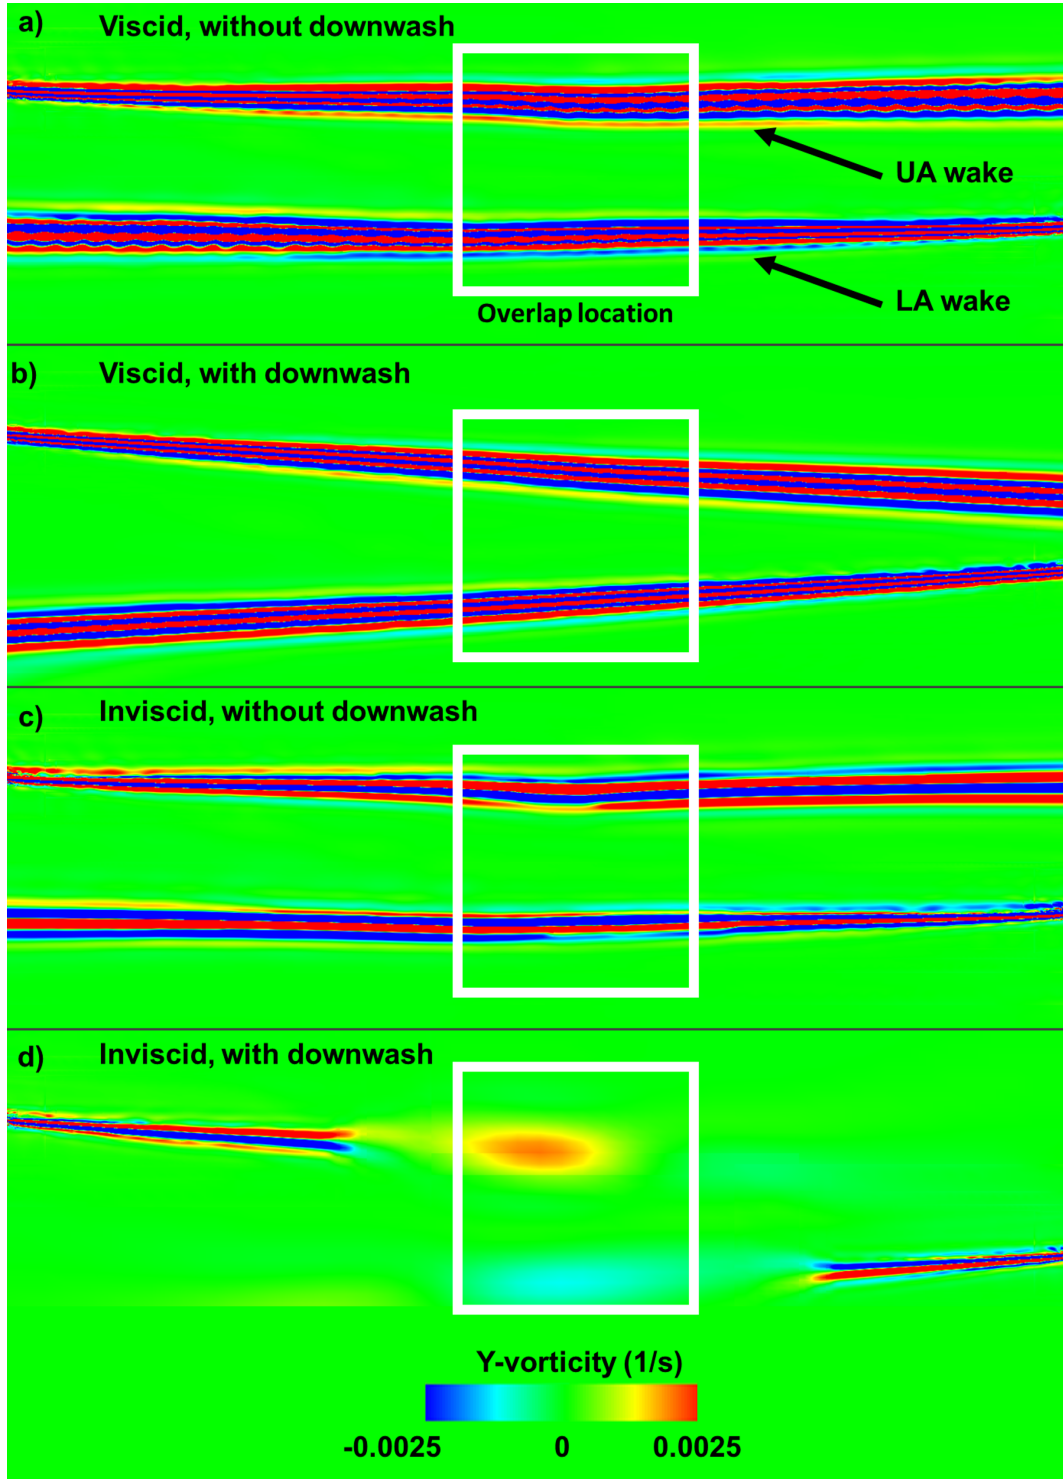 a) Viscid, without downwash
UA wake
LA wake
Overlap location
b) Viscid, with downwash
c) Inviscid, without downwash
d) Inviscid, with downwash
Y-vorticity (1/s)
-0.0025 0 0.0025